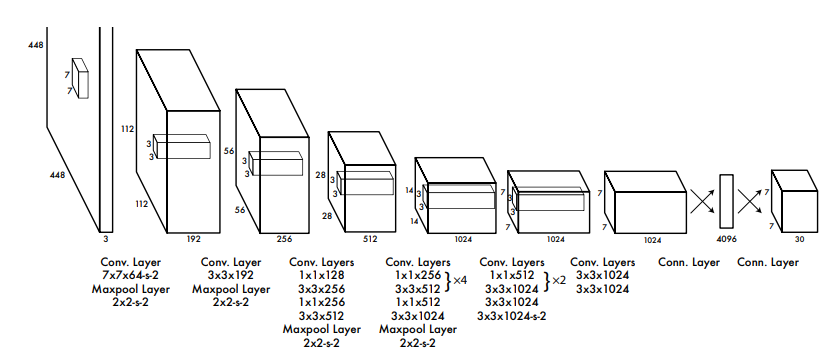 448
7
7
448
3
112
3
3
112
192
56
3
3
56
256
28
3
3
28
512
14
3
3
14
1024
7
3
3
7
1024
7
7
1024
4096
7
7
30
Conv. Layer
7x7x64-s-2
Maxpool Layer
2x2-s-2
Conv. Layer
3x3x192
Maxpool Layer
2x2-s-2
Conv. Layers
1x1x128
3x3x256
1x1x256
3x3x512
Maxpool Layer
2x2-s-2
Conv. Layers
1x1x256
3x3x512 } ×4
1x1x512
3x3x1024
Maxpool Layer
2x2-s-2
Conv. Layers
1x1x512
3x3x1024 } ×2
3x3x1024
3x3x1024-s-2
Conv. Layers
3x3x1024
3x3x1024
Conn. Layer
Conn. Layer